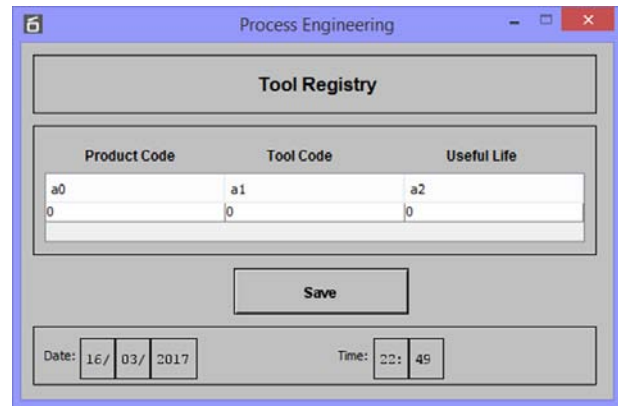 Process Engineering
Tool Registry
Product Code Tool Code Useful Life
a0 a1 a2
0 0 0
Save
Date: 16/ 03/ 2017 Time: 22: 49